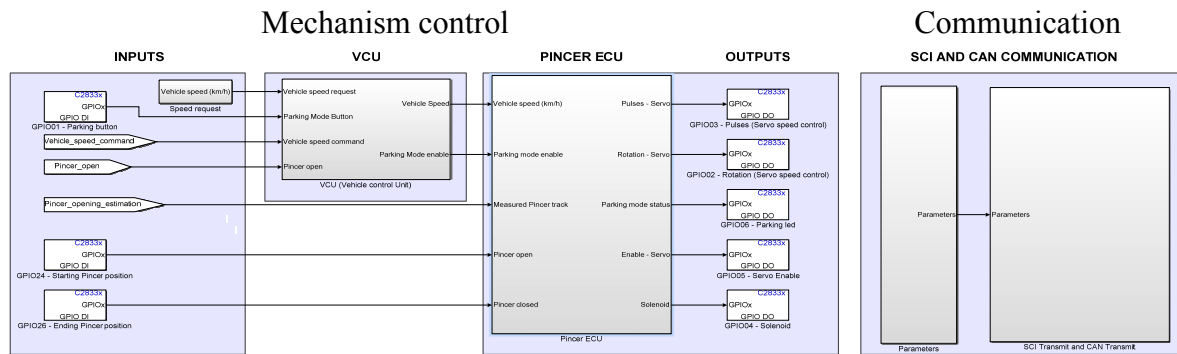 Mechanism control
Communication
INPUTS
VCU
PINCER ECU
OUTPUTS
SCI AND CAN COMMUNICATION
C2833x
GPIOx
GPIO DI
GPIO01 - Parking button
Vehicle speed (km/h)
Speed request
Vehicle_speed_command
Pincer_open
Pincer_opening_estimation
C2833x
GPIOx
GPIO DI
GPIO24 - Starting Pincer position
C2833x
GPIOx
GPIO DI
GPIO26 - Ending Pincer position
Vehicle speed request
Parking Mode Button
Vehicle speed command
Pincer open
Vehicle Speed
Parking Mode enable
VCU (Vehicle control Unit)
Vehicle speed (km/h)
Parking mode enable
Measured Pincer track
Pincer open
Pincer closed
Pulses - Servo
Rotation - Servo
Parking mode status
Enable - Servo
Solenoid
Pincer ECU
C2833x
GPIOx
GPIO DO
GPIO03 - Pulses (Servo speed control)
C2833x
GPIOx
GPIO DO
GPIO02 - Rotation (Servo speed control)
C2833x
GPIOx
GPIO DO
GPIO06 - Parking led
C2833x
GPIOx
GPIO DO
GPIO05 - Servo Enable
C2833x
GPIOx
GPIO DO
GPIO04 - Solenoid
Parameters
Parameters
Parameters
SCI Transmit and CAN Transmit